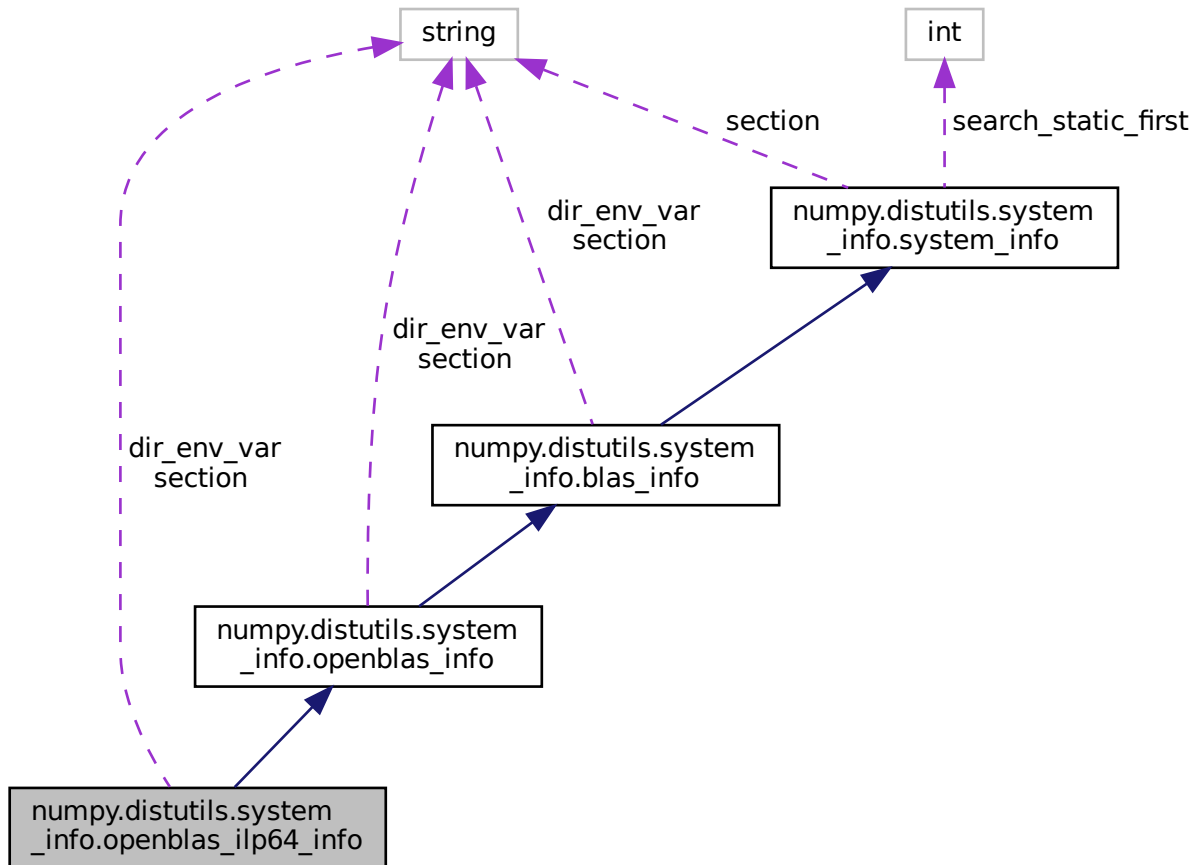 string
int
section
search_static_first
numpy.distutils.system
_info.system_info
dir_env_var
section
dir_env_var
section
numpy.distutils.system
_info.blas_info
dir_env_var
section
numpy.distutils.system
_info.openblas_info
numpy.distutils.system
_info.openblas_ilp64_info